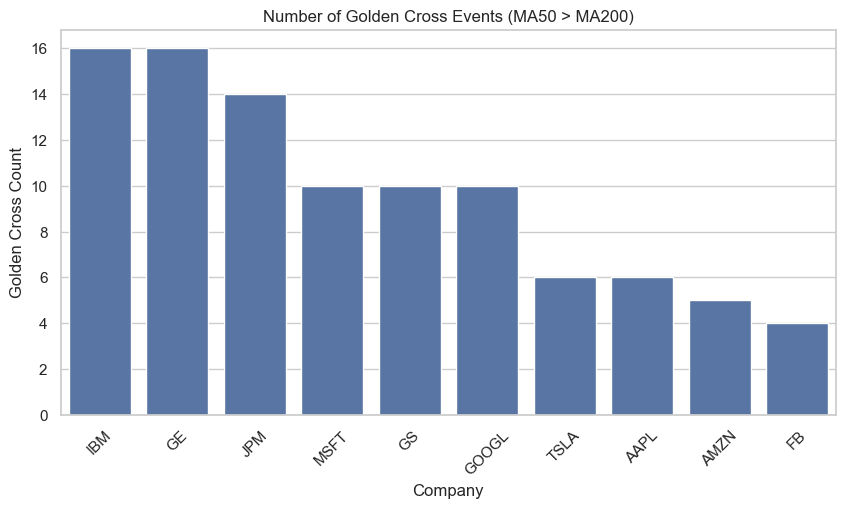 Number of Golden Cross Events (MA50 > MA200)
Golden Cross Count
16
14
12
10
8
6
4
2
0
IBM
GE
JPM
MSFT
GS
GOOGL
TSLA
AAPL
AMZN
FB
Company